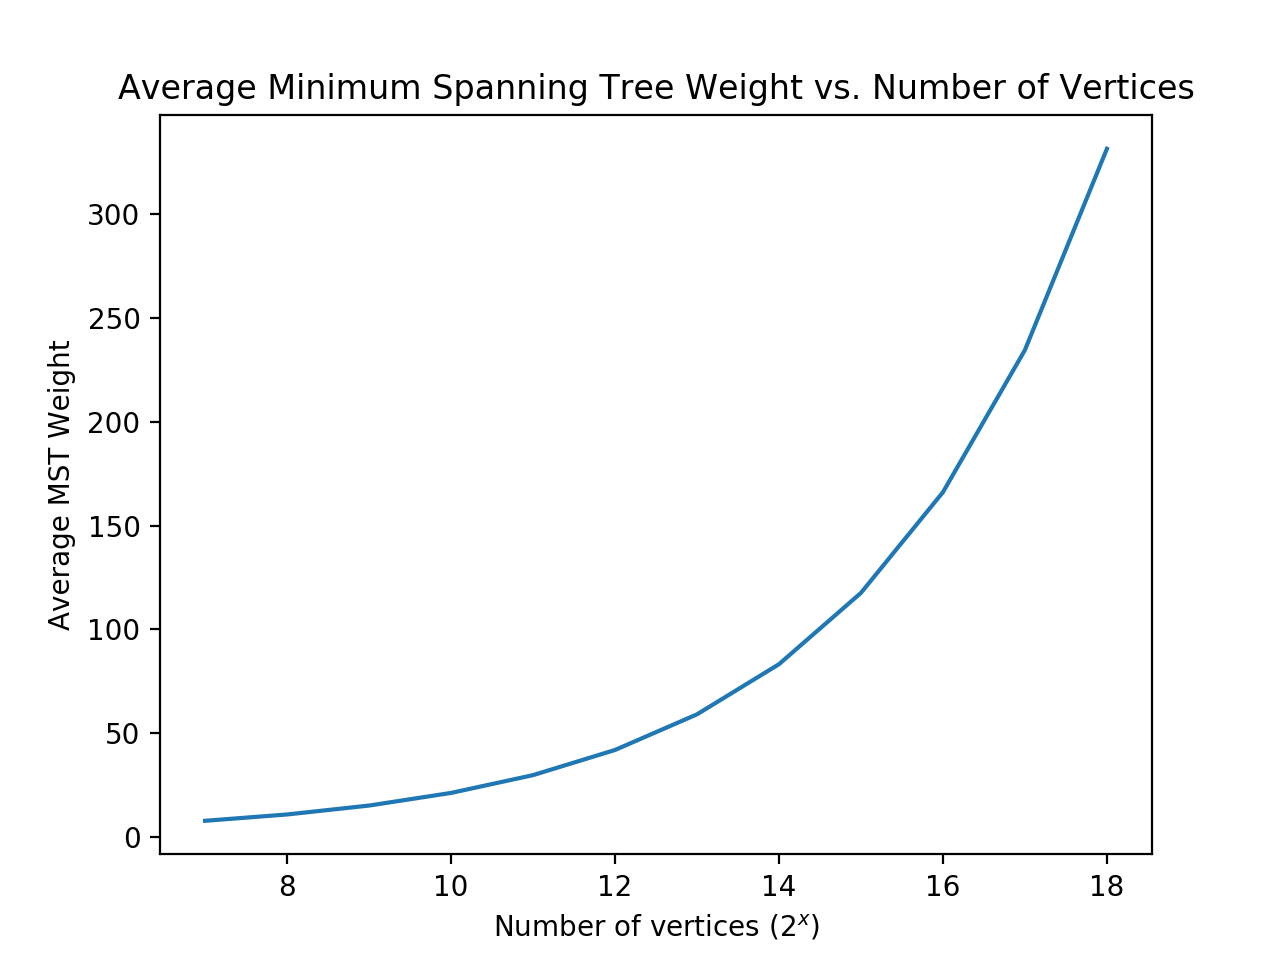 Average Minimum Spanning Tree Weight vs. Number of Vertices
300
250
200
150
100
50
0
Average MST Weight
8 10 12 14 16 18
Number of vertices (2^x)